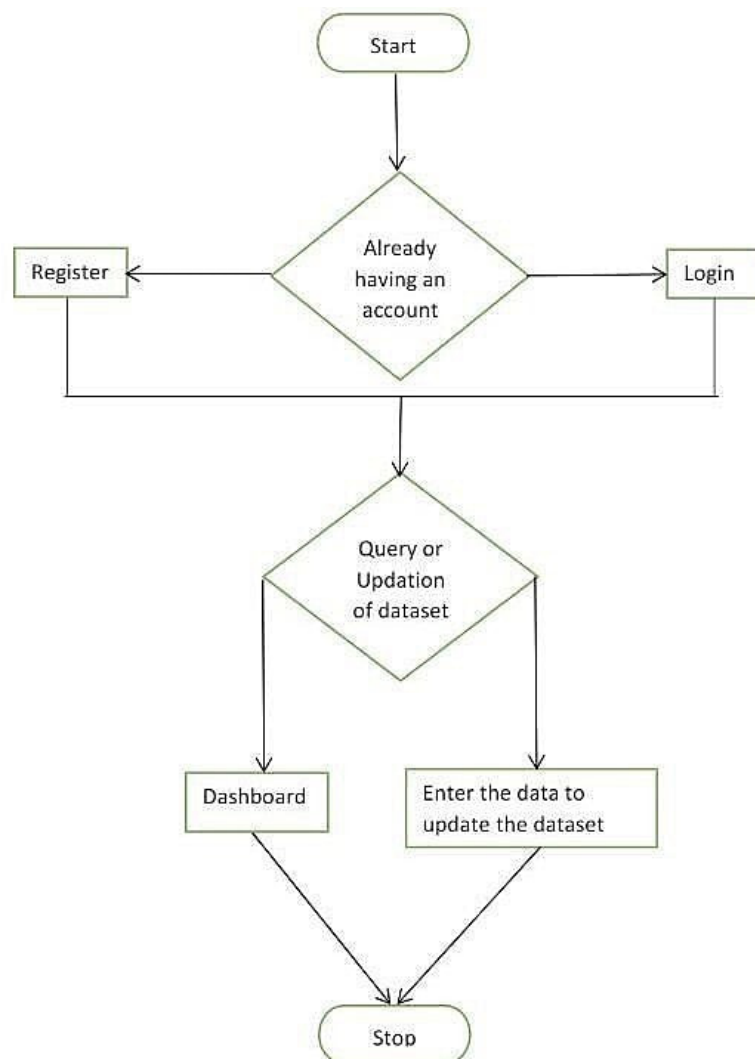 Start
Already
having an
account
Register
Login
Query or
Updation
of dataset
Dashboard
Enter the data to
update the dataset
Stop